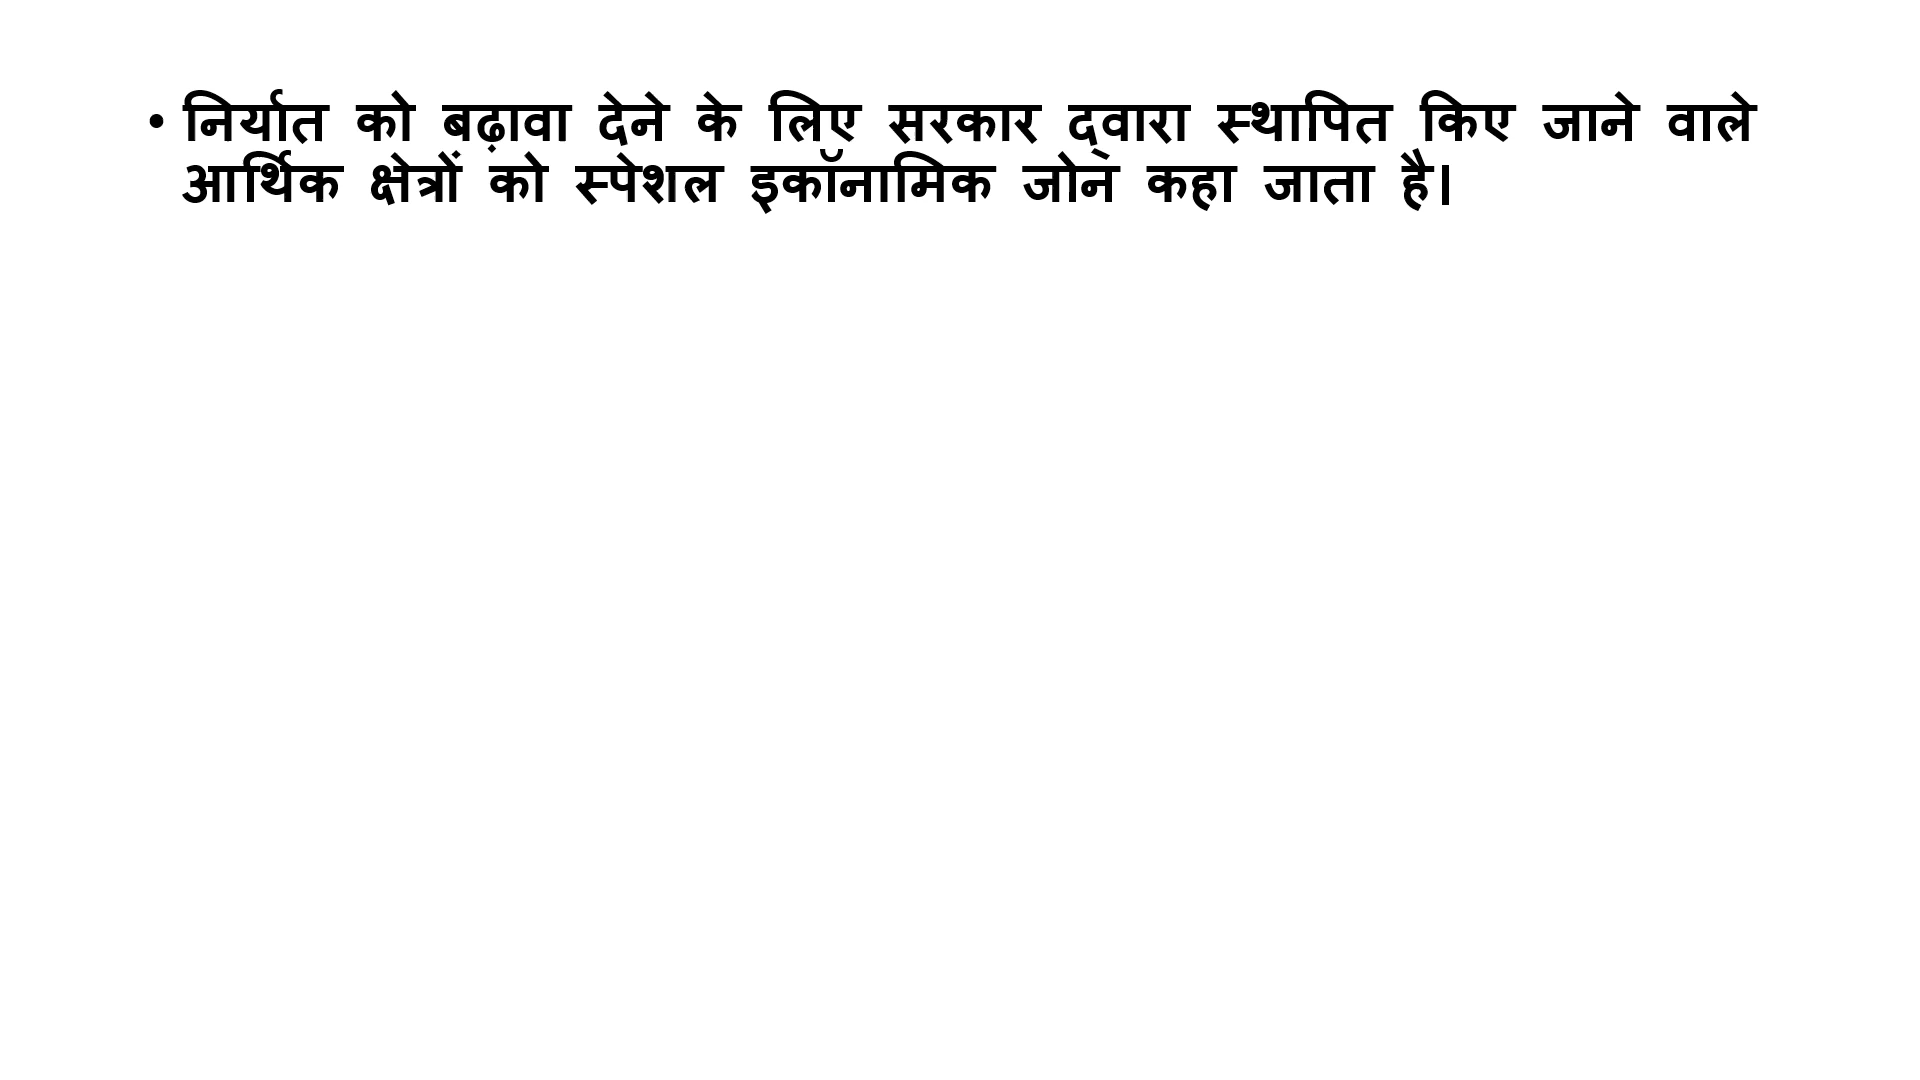 • निर्यात को बढ़ावा देने के लिए सरकार द्वारा स्थापित किए जाने वाले
आर्थिक क्षेत्रों को स्पेशल इकॉनामिक जोन कहा जाता है।